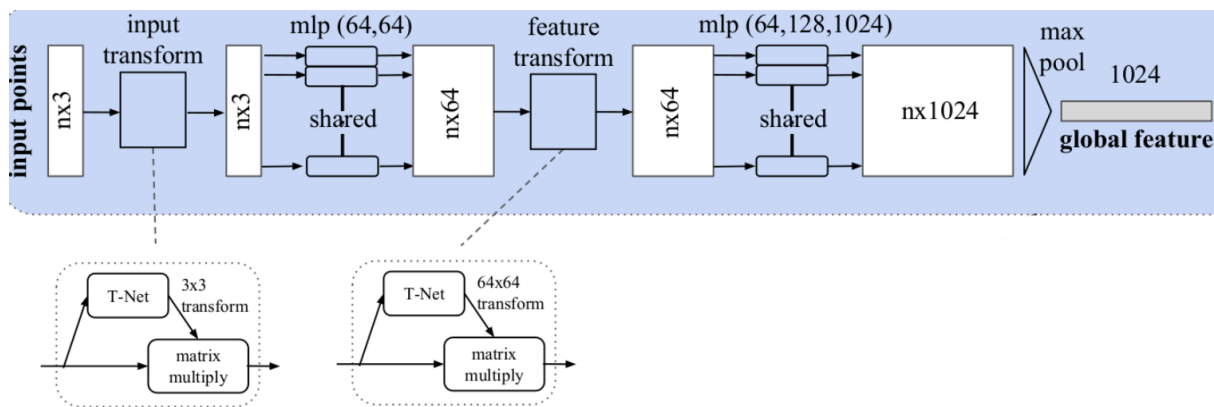 input points
nx3
input
transform
nx3
mlp (64,64)
shared
nx64
feature
transform
nx64
mlp (64,128,1024)
shared
nx1024
max
pool
1024
global feature
T-Net
3x3
transform
matrix
multiply
T-Net
64x64
transform
matrix
multiply